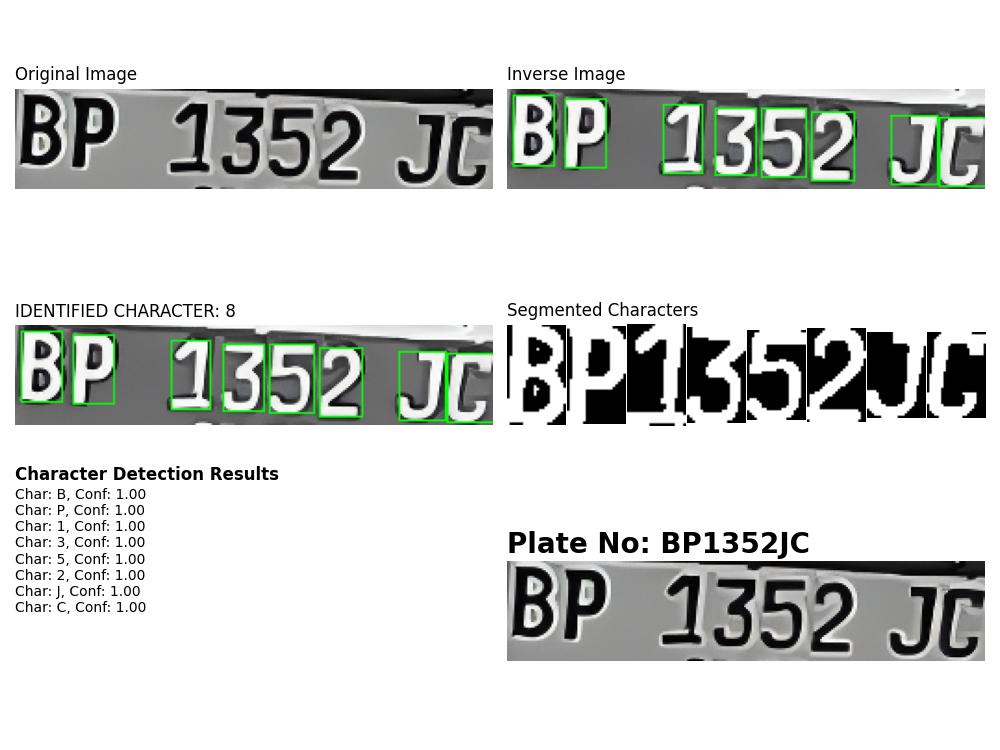 Original Image
BP 1352 JC
Inverse Image
BP 1352 JC
IDENTIFIED CHARACTER: 8
BP 1352 JC
Segmented Characters
BP1352JC
Character Detection Results
Char: B, Conf: 1.00
Char: P, Conf: 1.00
Char: 1, Conf: 1.00
Char: 3, Conf: 1.00
Char: 5, Conf: 1.00
Char: 2, Conf: 1.00
Char: J, Conf: 1.00
Char: C, Conf: 1.00
Plate No: BP1352JC
BP 1352 JC